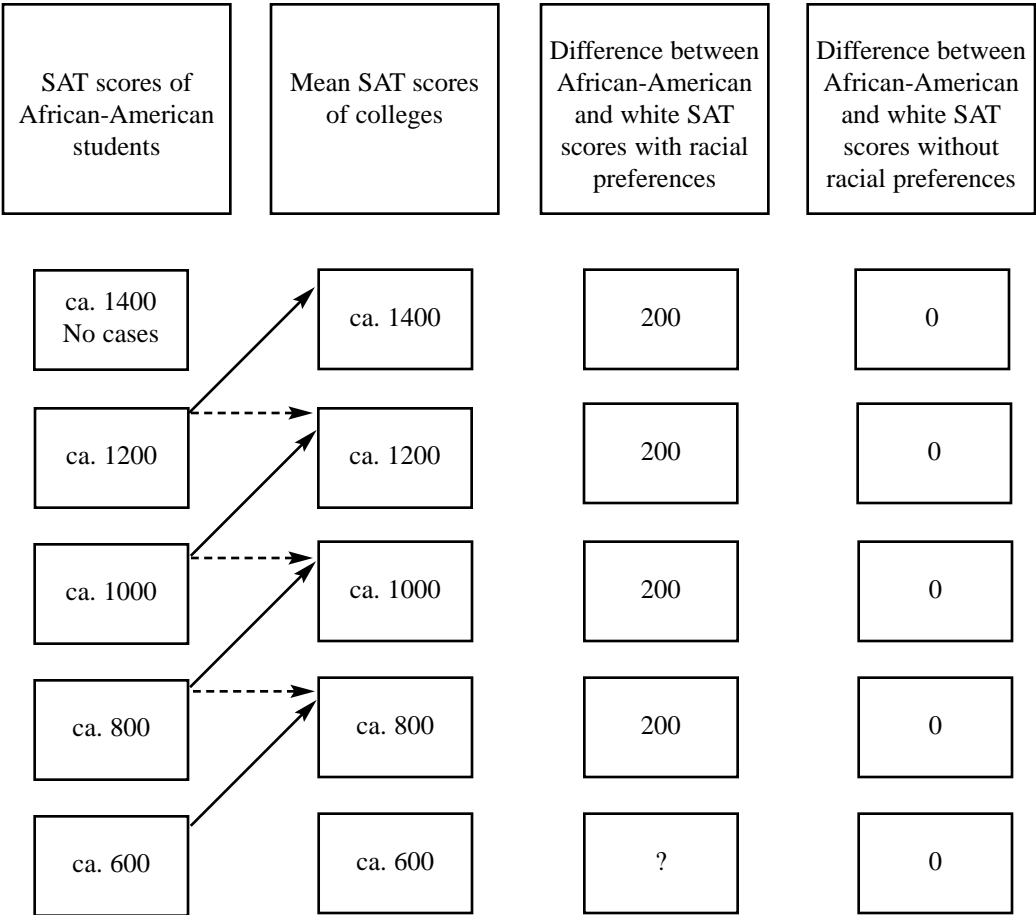 SAT scores of
African-American
students
Mean SAT scores
of colleges
Difference between
African-American
and white SAT
scores with racial
preferences
Difference between
African-American
and white SAT
scores without
racial preferences
ca. 1400
No cases
ca. 1400
200
0
ca. 1200
ca. 1200
200
0
ca. 1000
ca. 1000
200
0
ca. 800
ca. 800
200
0
ca. 600
ca. 600
?
0